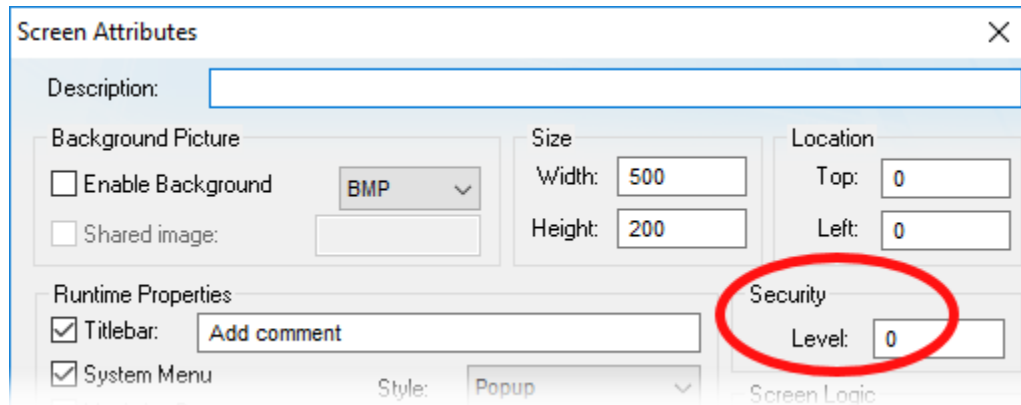 Screen Attributes
Description:
Background Picture
Enable Background
BMP
Shared image:
Size
Width: 500
Height: 200
Location
Top: 0
Left: 0
Runtime Properties
Titlebar: Add comment
System Menu
Style: Popup
Security
Level: 0
Screen Logic